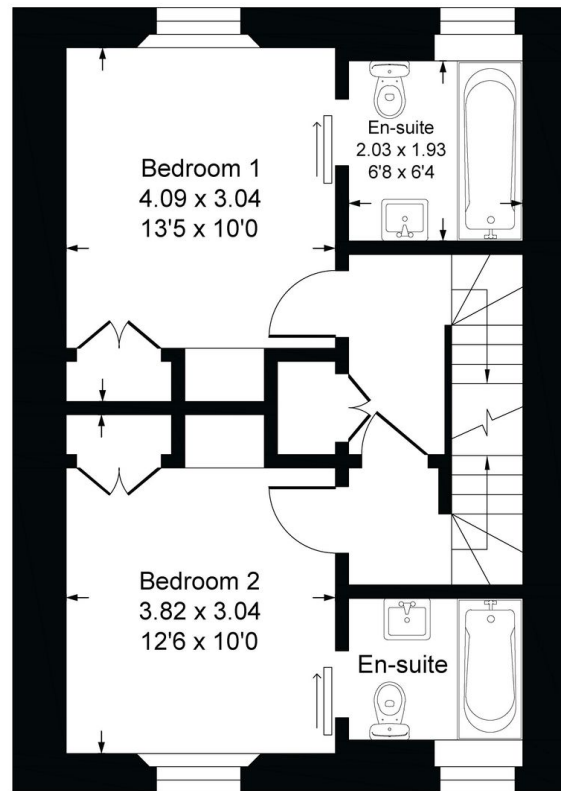 Bedroom 1
4.09 x 3.04
13'5 x 10'0
En-suite
2.03 x 1.93
6'8 x 6'4
Bedroom 2
3.82 x 3.04
12'6 x 10'0
En-suite